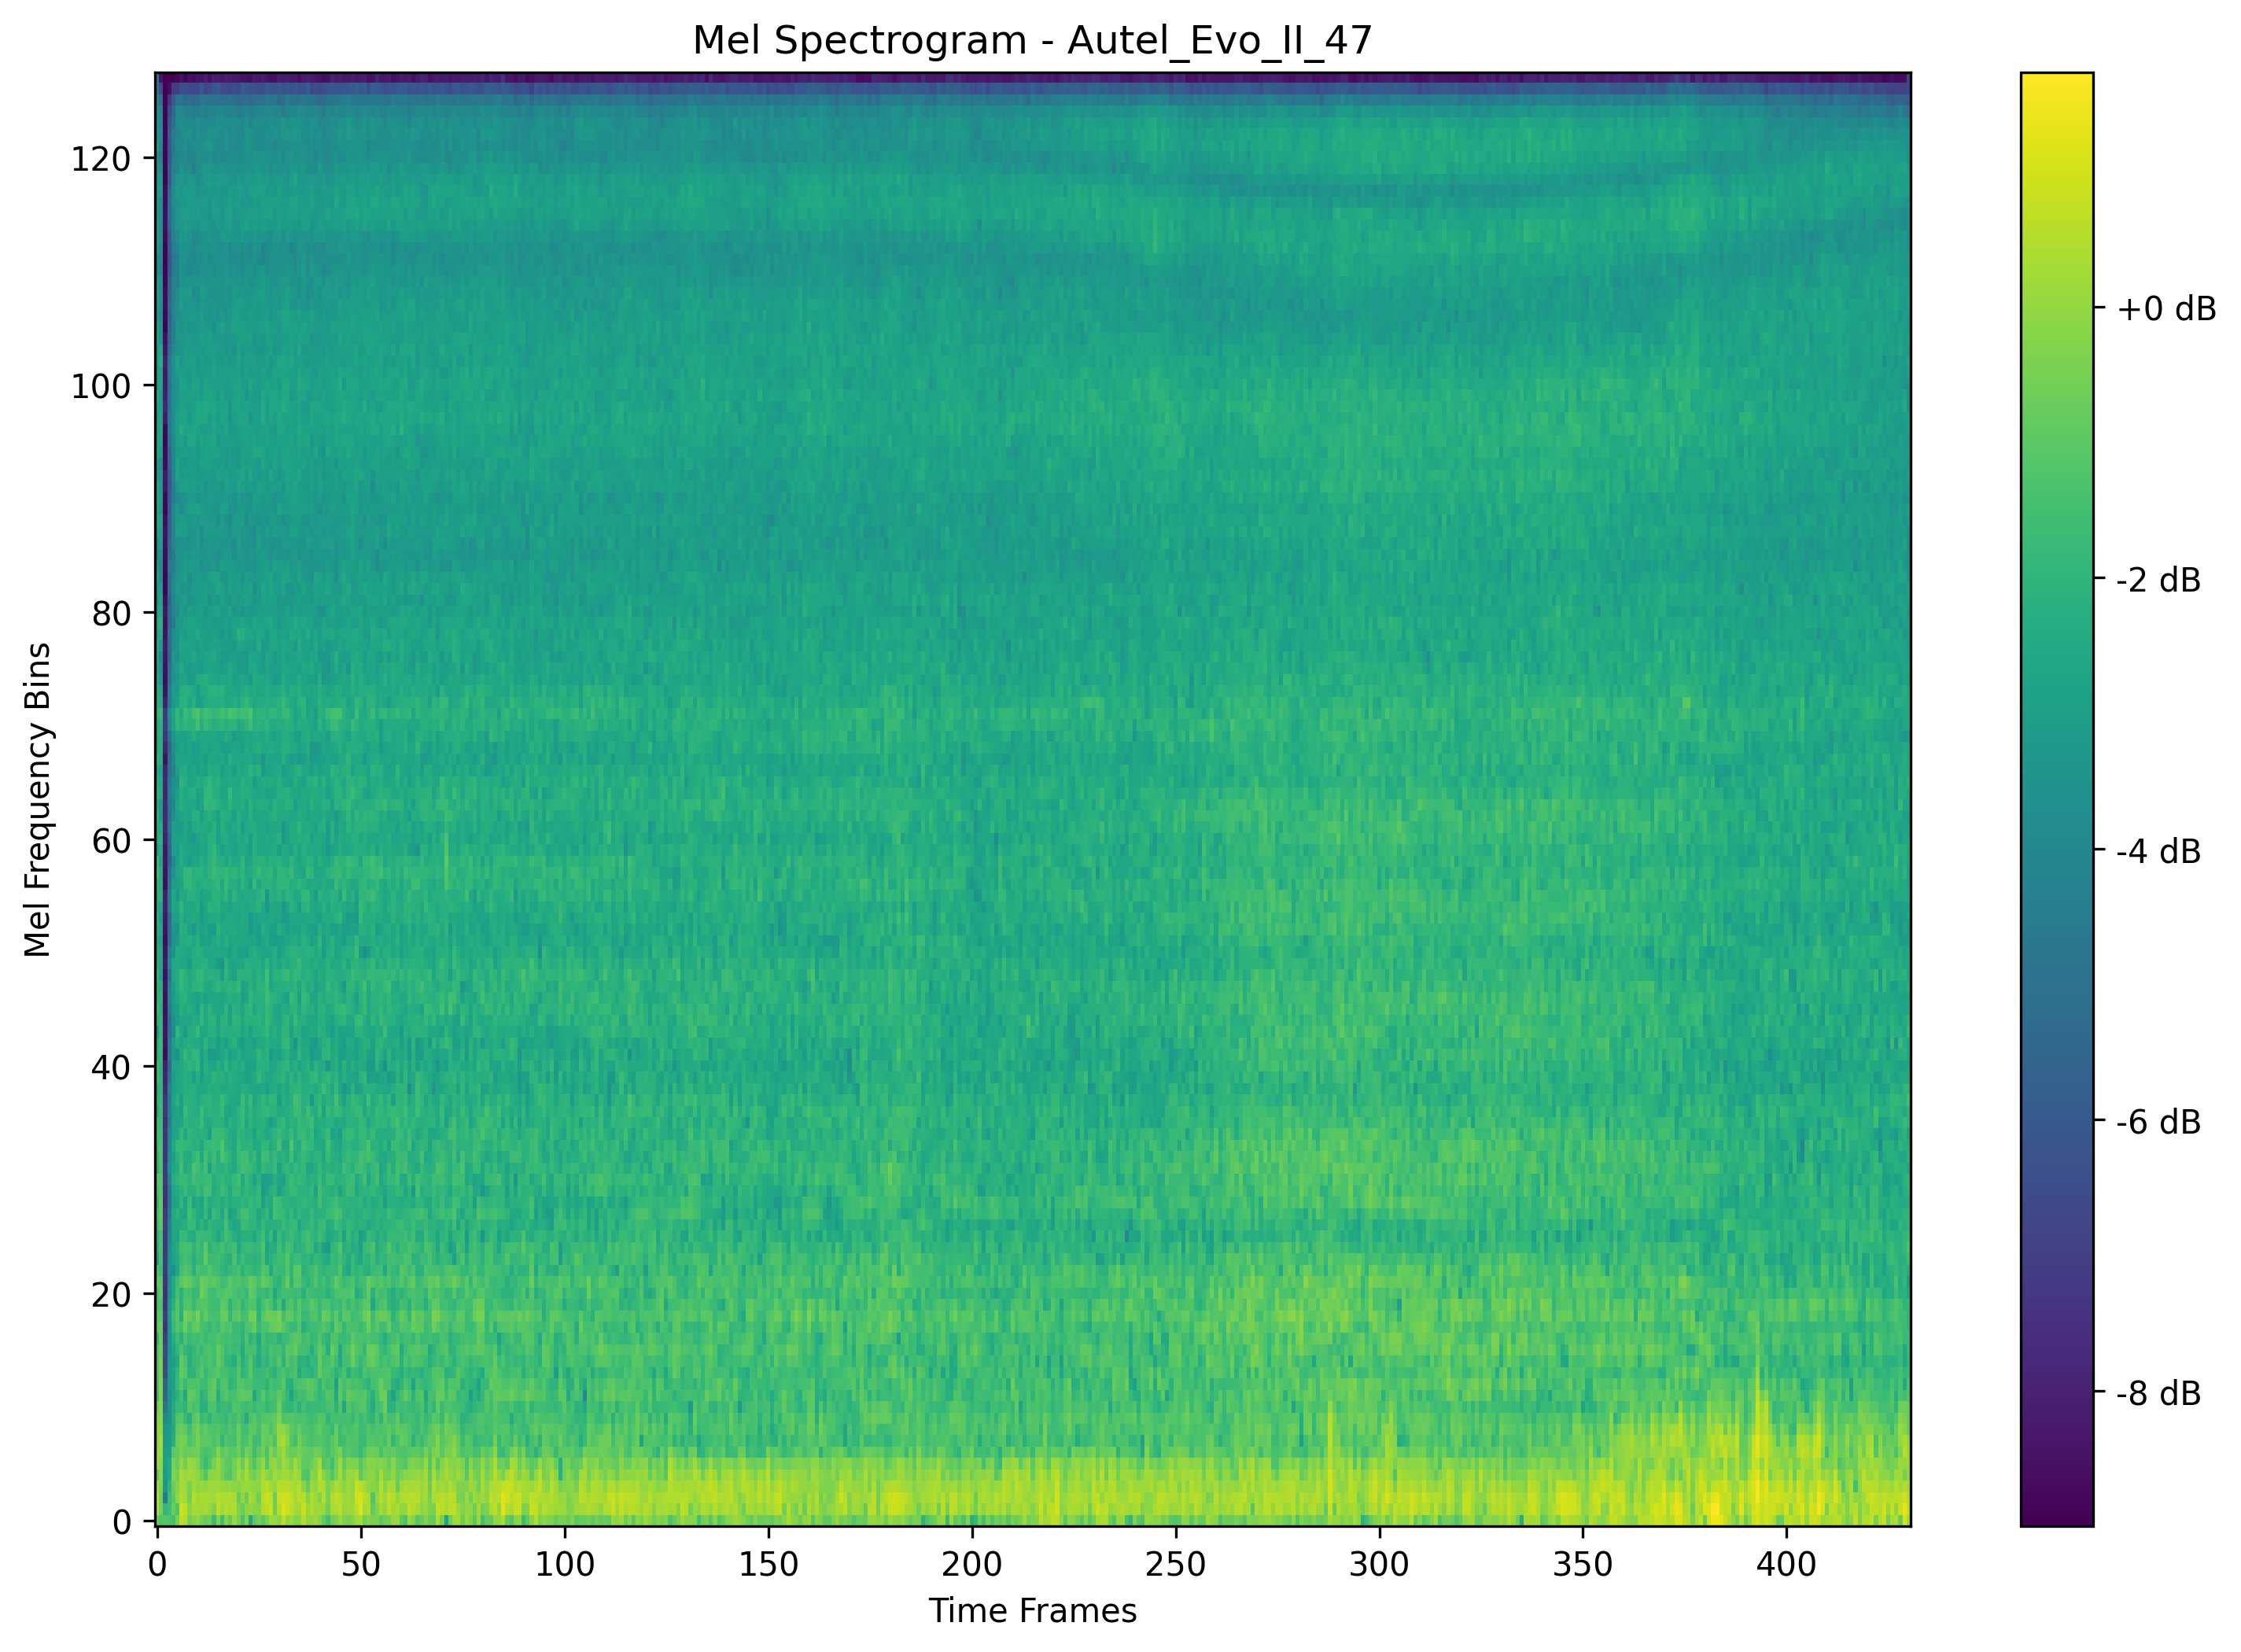 Mel Spectrogram - Autel_Evo_II_47
120
100
80
60
40
20
0
Mel Frequency Bins
0 50 100 150 200 250 300 350 400
Time Frames
+0 dB
-2 dB
-4 dB
-6 dB
-8 dB